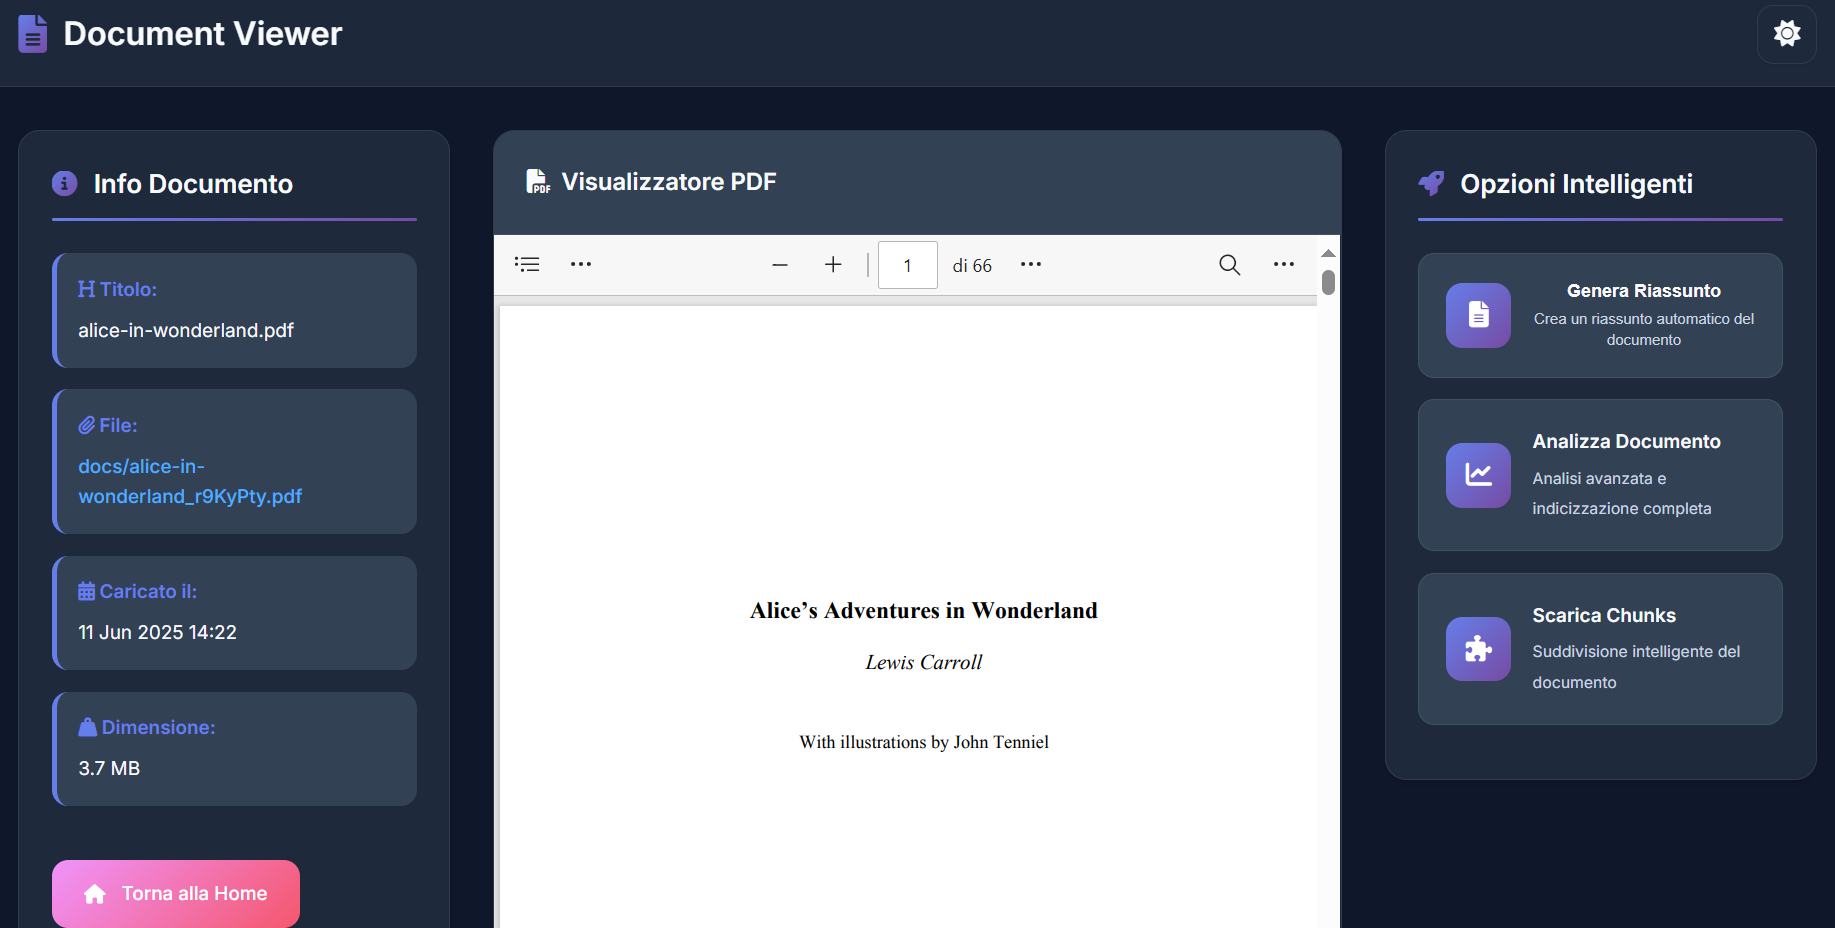 Document Viewer
Info Documento
Titolo:
alice-in-wonderland.pdf
File:
docs/alice-in-
wonderland_r9KyPty.pdf
Caricato il:
11 Jun 2025 14:22
Dimensione:
3.7 MB
Torna alla Home
Visualizzatore PDF
1 di 66
Alice’s Adventures in Wonderland
Lewis Carroll
With illustrations by John Tenniel
Opzioni Intelligenti
Genera Riassunto
Crea un riassunto automatico del
documento
Analizza Documento
Analisi avanzata e
indicizzazione completa
Scarica Chunks
Suddivisione intelligente del
documento